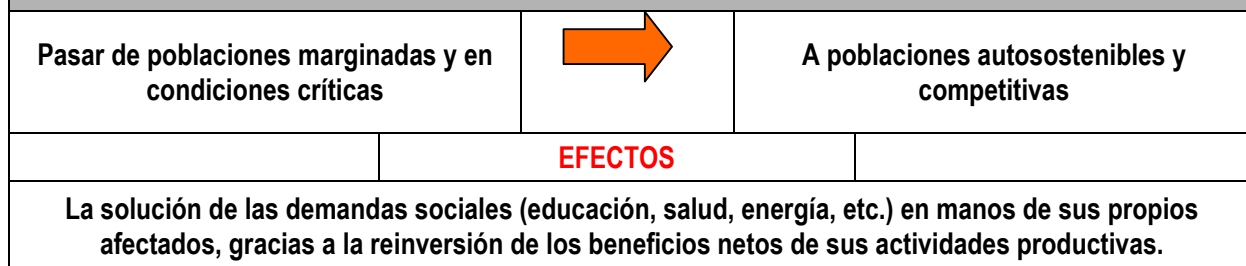 Pasar de poblaciones marginadas y en
condiciones críticas
A poblaciones autosostenibles y
competitivas
EFECTOS
La solución de las demandas sociales (educación, salud, energía, etc.) en manos de sus propios
afectados, gracias a la reinversión de los beneficios netos de sus actividades productivas.